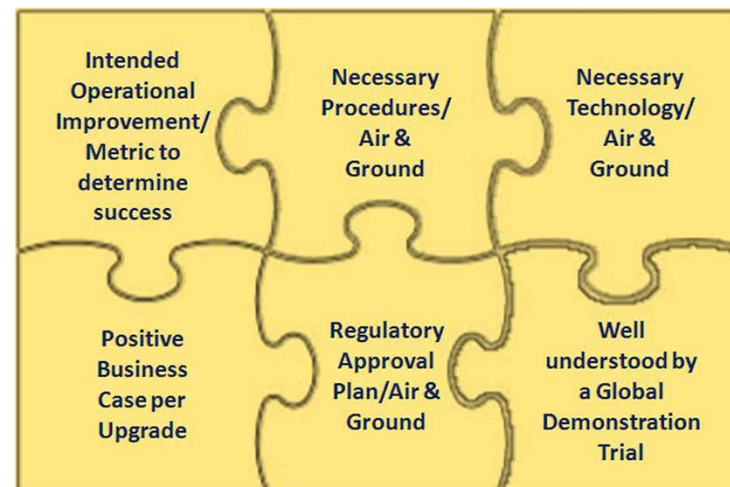 Intended
Operational
Improvement/
Metric to
determine
success
Necessary
Procedures/
Air &
Ground
Necessary
Technology/
Air &
Ground
Positive
Business
Case per
Upgrade
Regulatory
Approval
Plan/Air &
Ground
Well
understood by
a Global
Demonstration
Trial